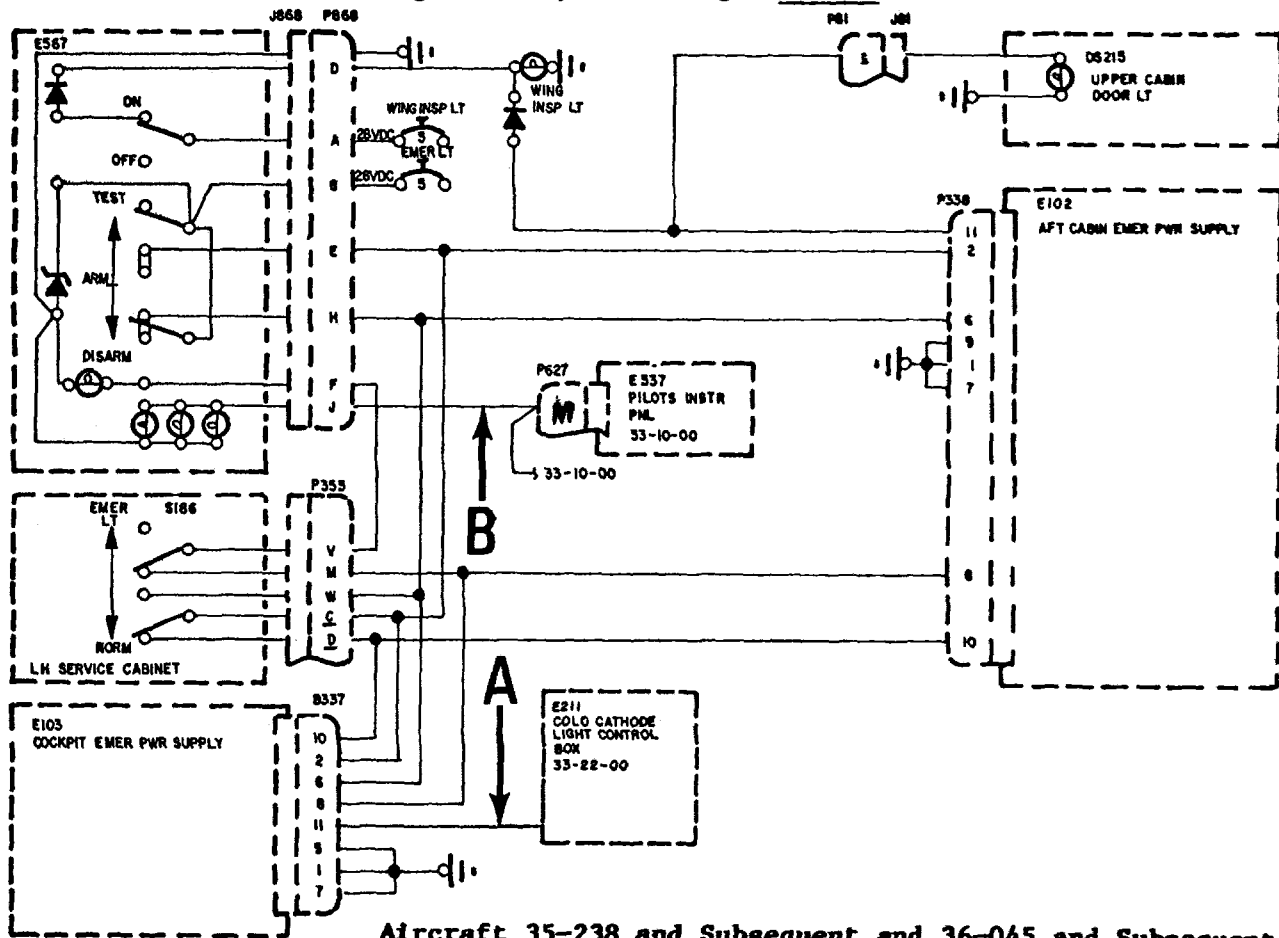 J868 P868
P81 J81
E567
D
S
DS215
UPPER CABIN
DOOR LT
WING
INSP LT
ON
WING INSP LT
A 28VDC 5
EMER LT
OFF
B 28VDC 5
TEST
P338
E102
11
AFT CABIN EMER PWR SUPPLY
E
2
ARM
H
6
DISARM
1
7
F
P627
E337
PILOTS INSTR
PNL
33-10-00
J
M
33-10-00
B
P355
EMER
LT
S186
V
M
8
W
C
D
10
NORM
LH SERVICE CABINET
A
E103
COCKPIT EMER PWR SUPPLY
10
2
6
8
11
5
1
7
E211
COLD CATHODE
LIGHT CONTROL
BOX
33-22-00
Aircraft 35-238 and Subsequent and 36-045 and Subsequent